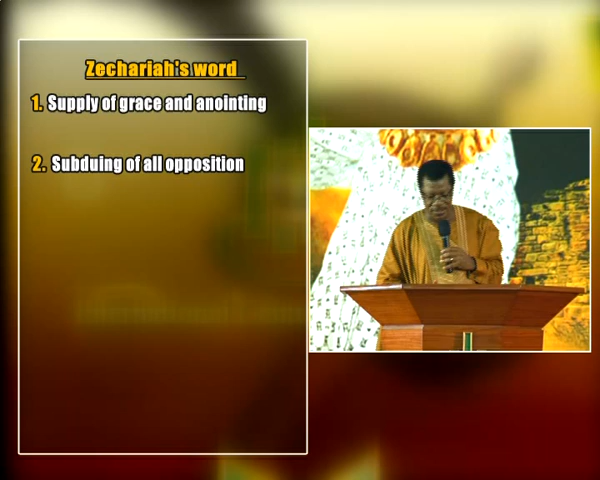 Zechariah's word
1. Supply of grace and anointing
2. Subduing of all opposition